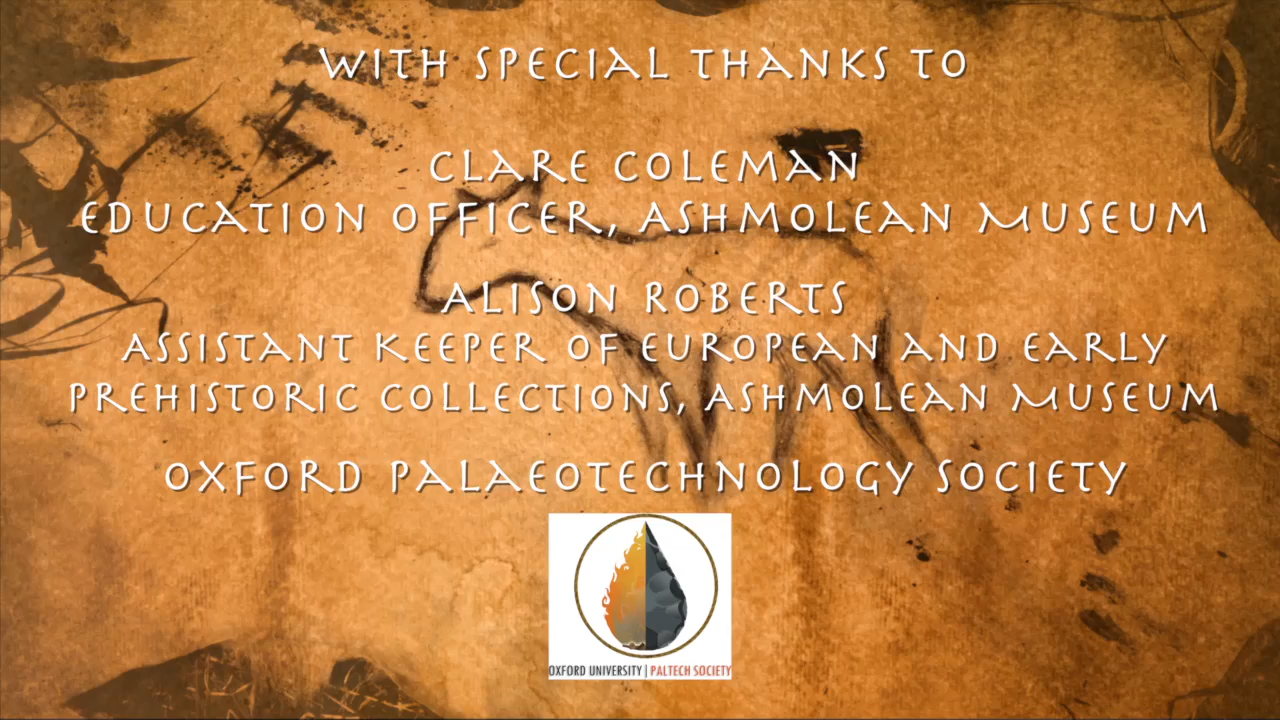 WITH SPECIAL THANKS TO
CLARE COLEMAN
EDUCATION OFFICER, ASHMOLEAN MUSEUM
ALISON ROBERTS
ASSISTANT KEEPER OF EUROPEAN AND EARLY
PREHISTORIC COLLECTIONS, ASHMOLEAN MUSEUM
OXFORD PALAEOTECHNOLOGY SOCIETY
OXFORD UNIVERSITY | PALTECH SOCIETY